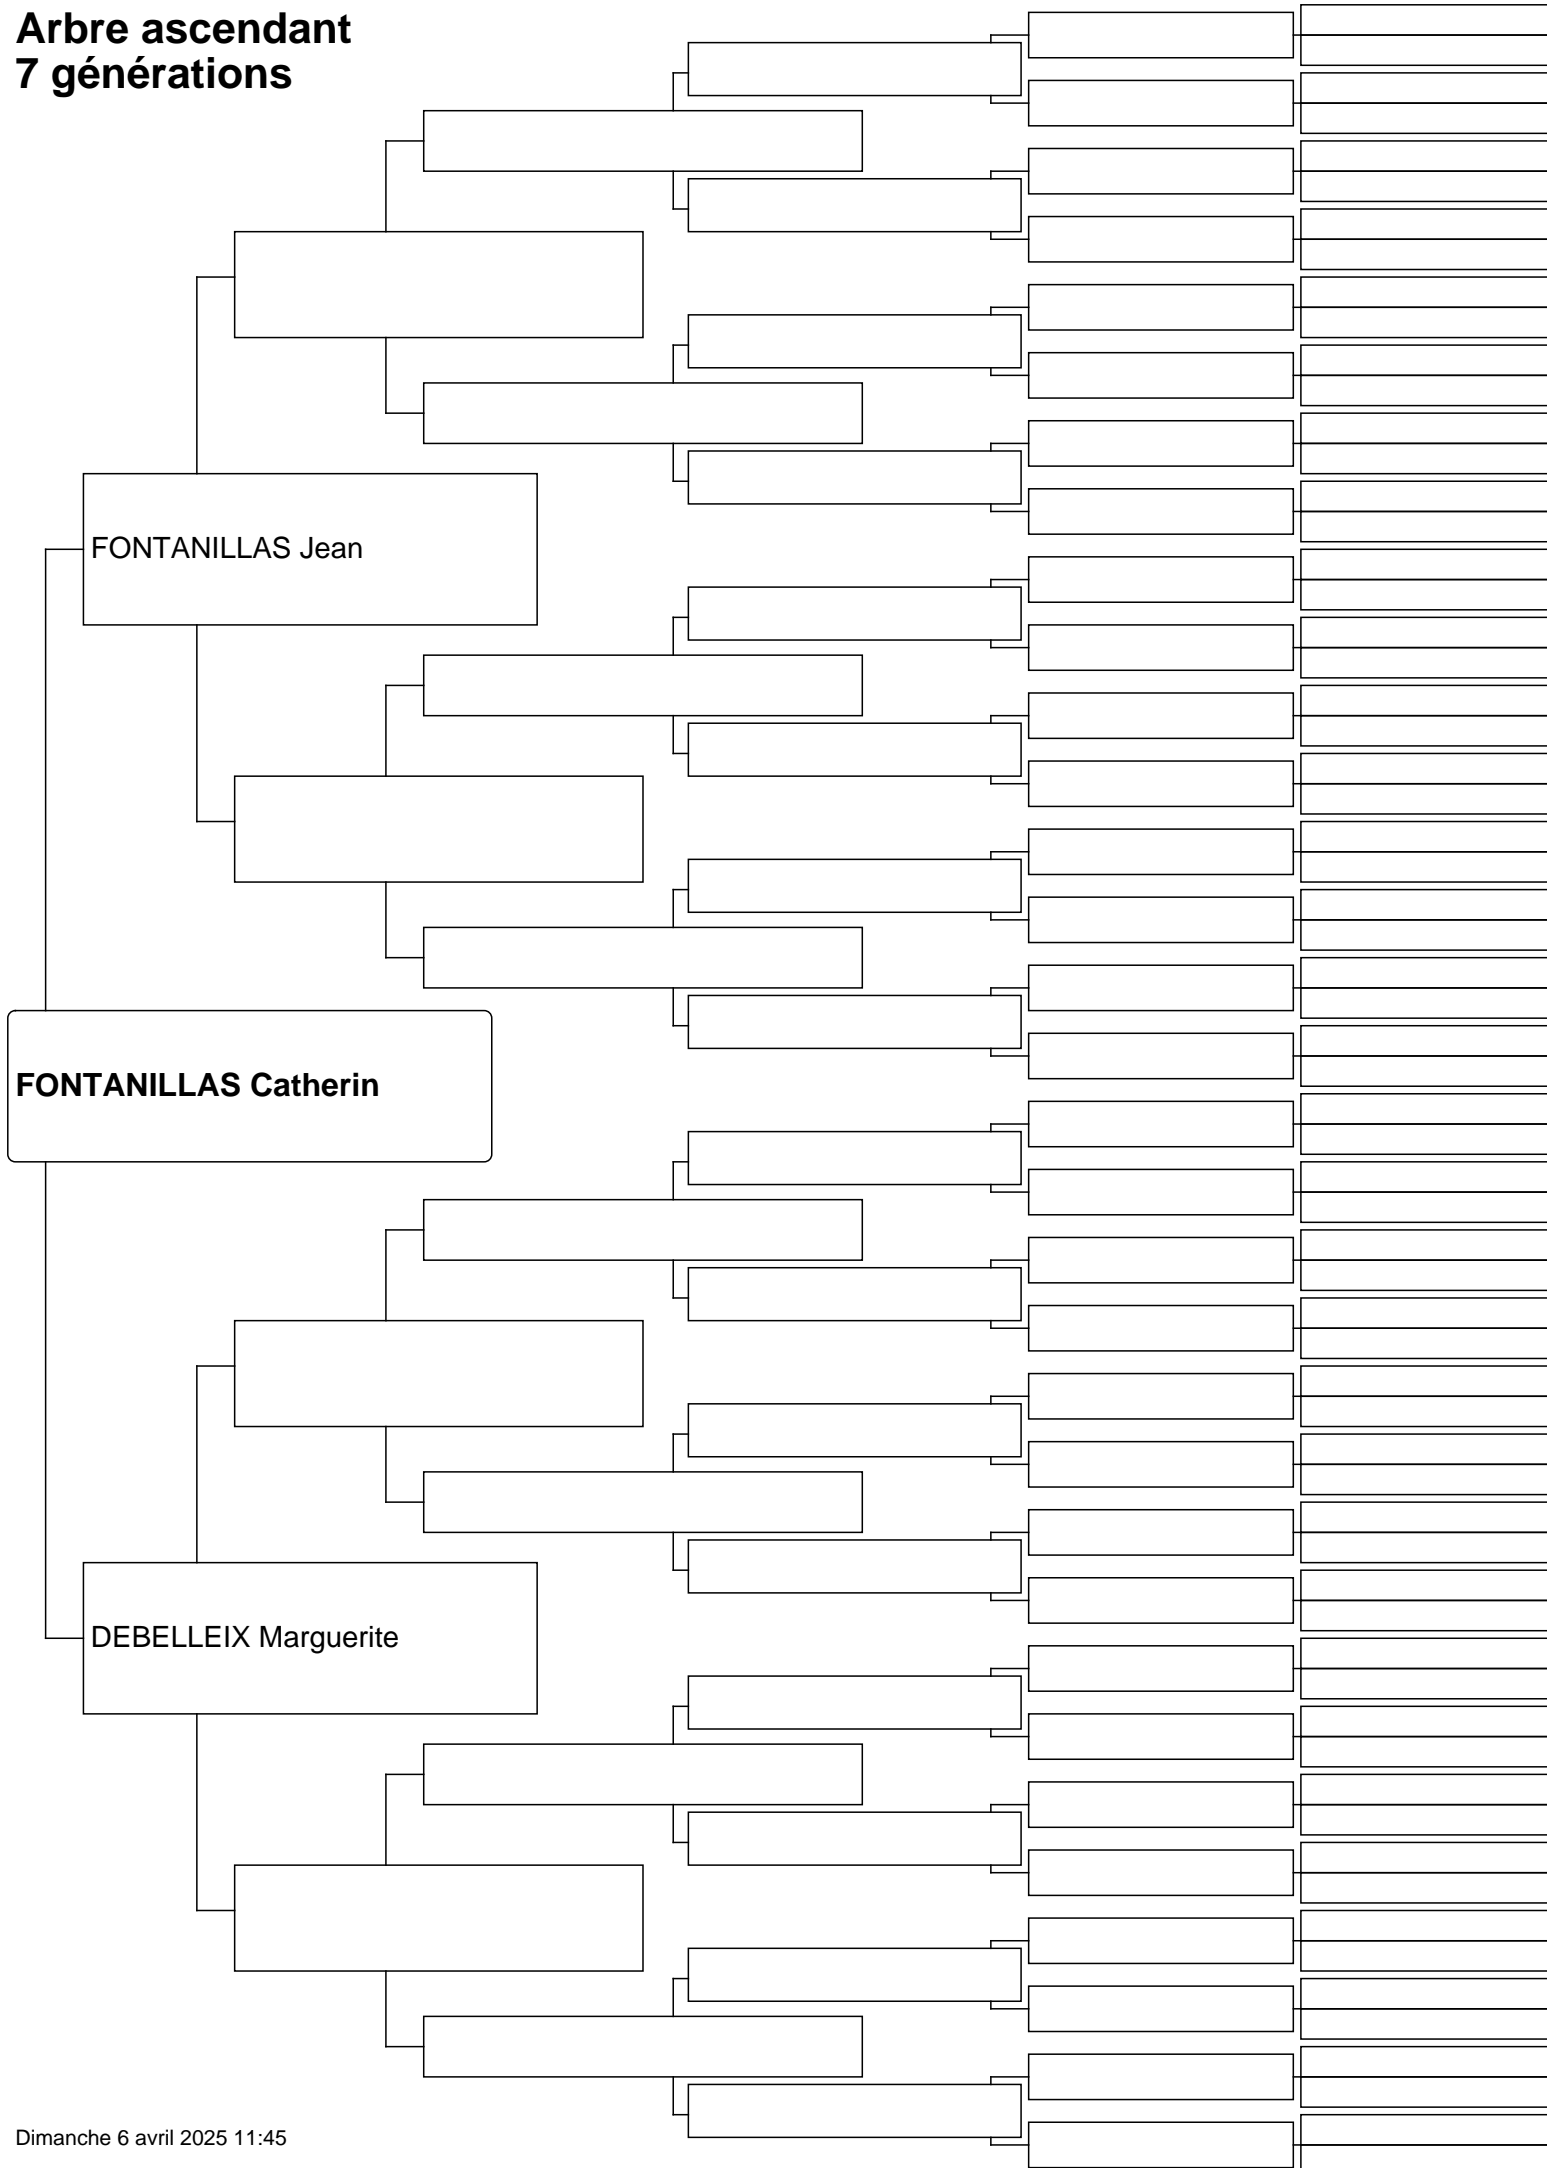 Arbre ascendant
7 générations
FONTANILLAS Jean
FONTANILLAS Catherin
DEBELLEIX Marguerite
Dimanche 6 avril 2025 11:45